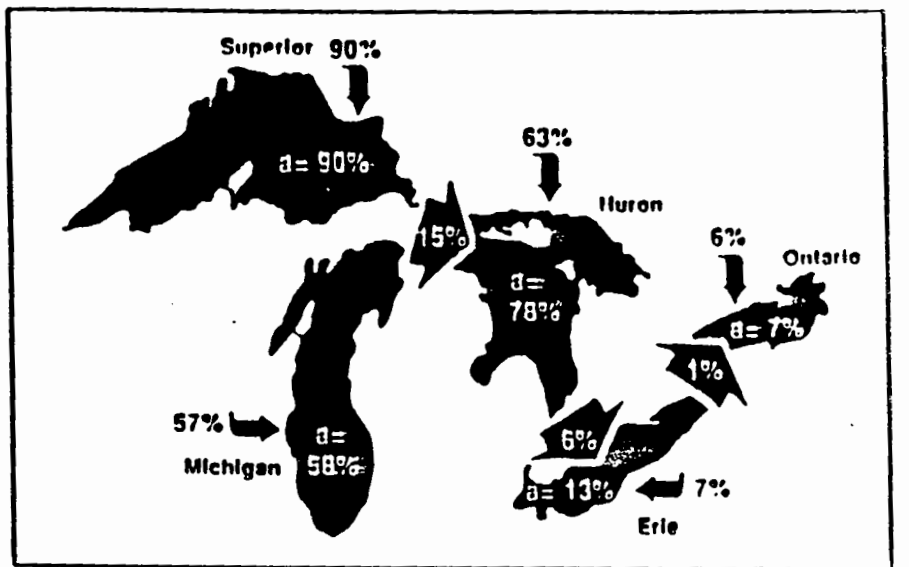 Superior 90%
a= 90%
63%
Huron
15%
6%
Ontario
a=
78%
a= 7%
1%
57%
a=
58%
Michigan
6%
a= 13%
7%
Erie